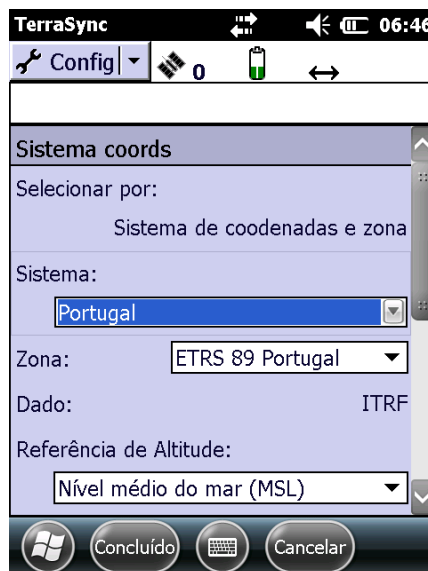 TerraSync 06:46
Config 0
Sistema coords
Selecionar por:
Sistema de coodenadas e zona
Sistema:
Portugal
Zona: ETRS 89 Portugal
Dado: ITRF
Referência de Altitude:
Nível médio do mar (MSL)
Concluído Cancelar